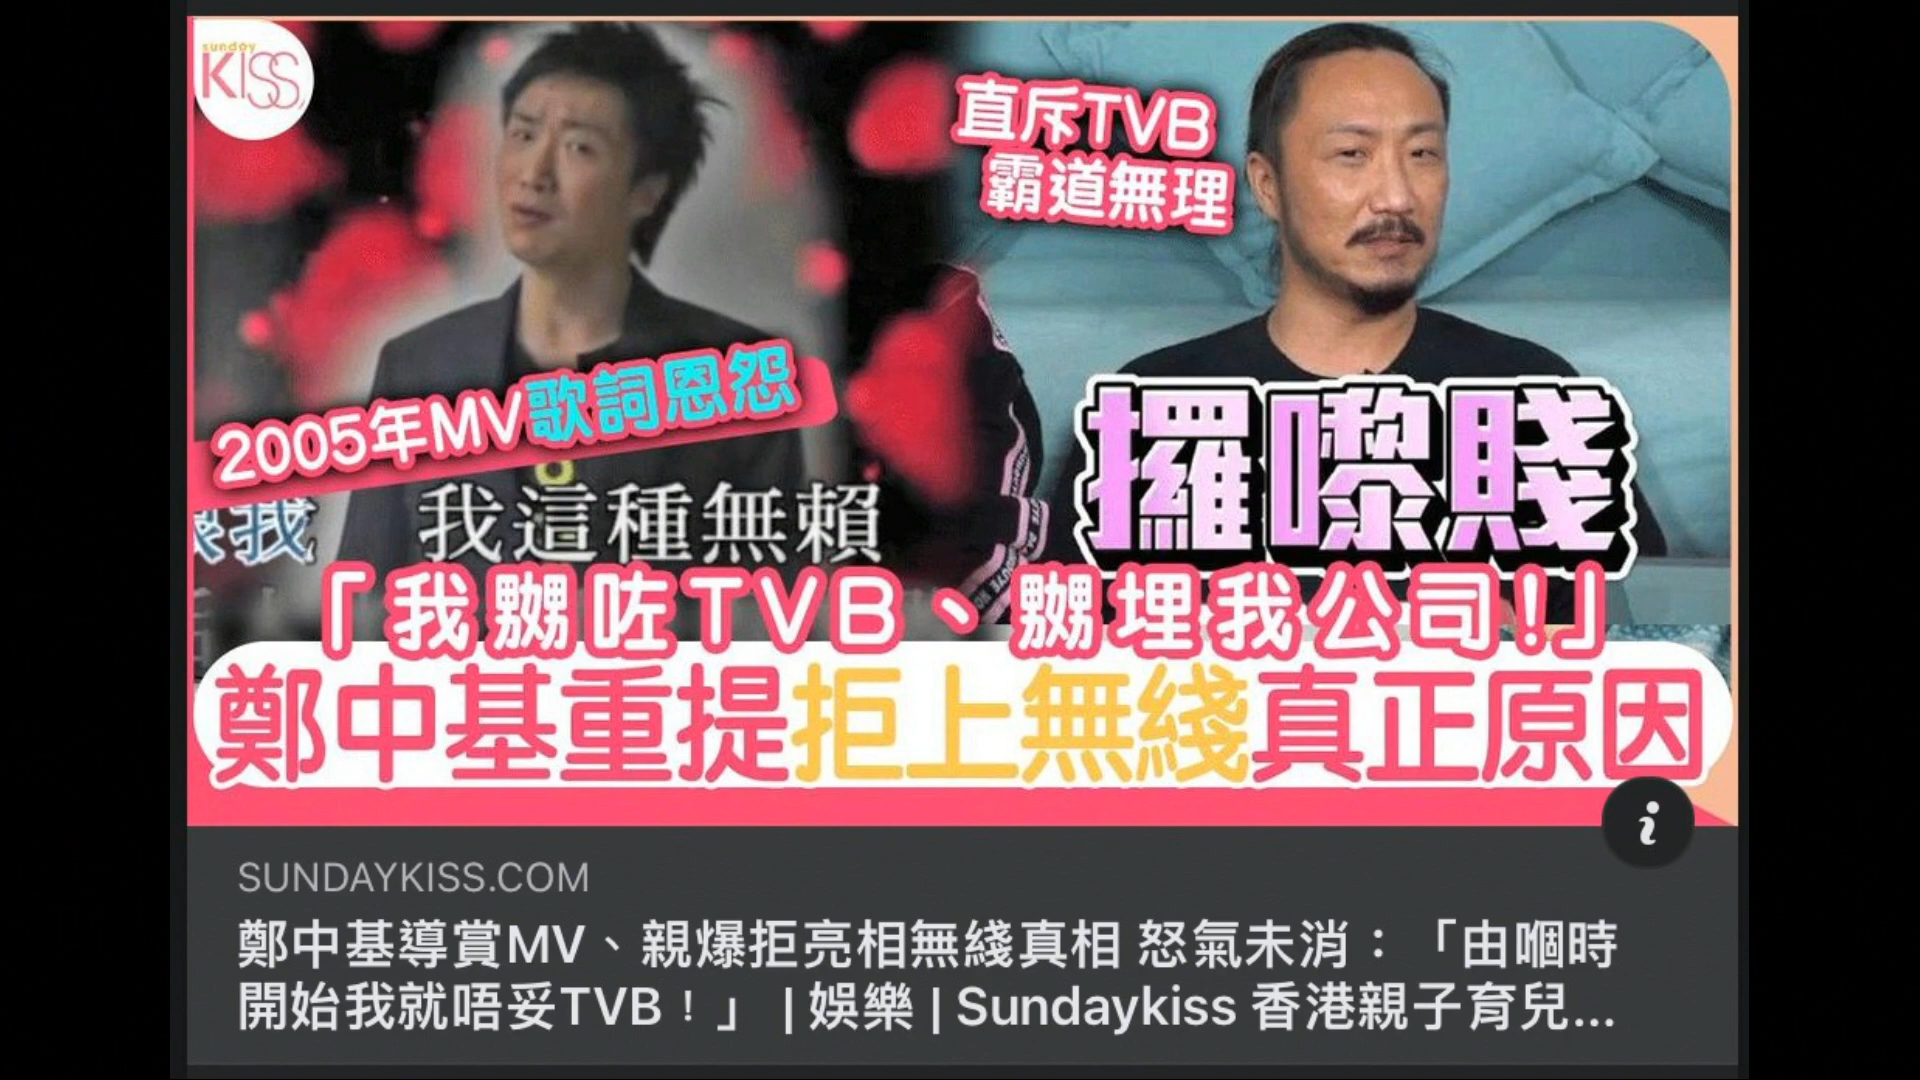 sunday
KISS
直斥TVB
霸道無理
2005年MV歌詞恩怨
我 我這種無賴
攞嚟賤
「我嬲咗TVB、嬲埋我公司!」
鄭中基重提拒上無綫真正原因
i
SUNDAYKISS.COM
鄭中基導賞MV、親爆拒亮相無綫真相 怒氣未消：「由嗰時
開始我就唔妥TVB！」 | 娛樂 | Sundaykiss 香港親子育兒...